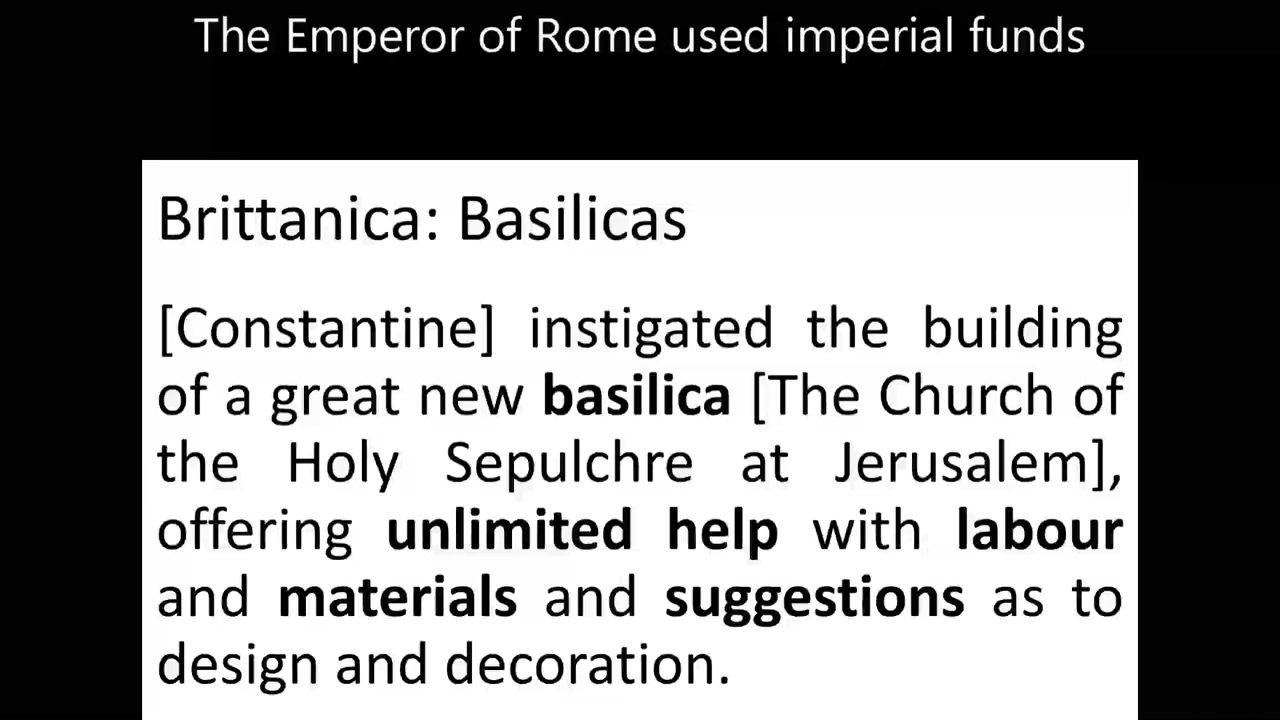 The Emperor of Rome used imperial funds
Brittanica: Basilicas
[Constantine] instigated the building
of a great new basilica [The Church of
the Holy Sepulchre at Jerusalem],
offering unlimited help with labour
and materials and suggestions as to
design and decoration.